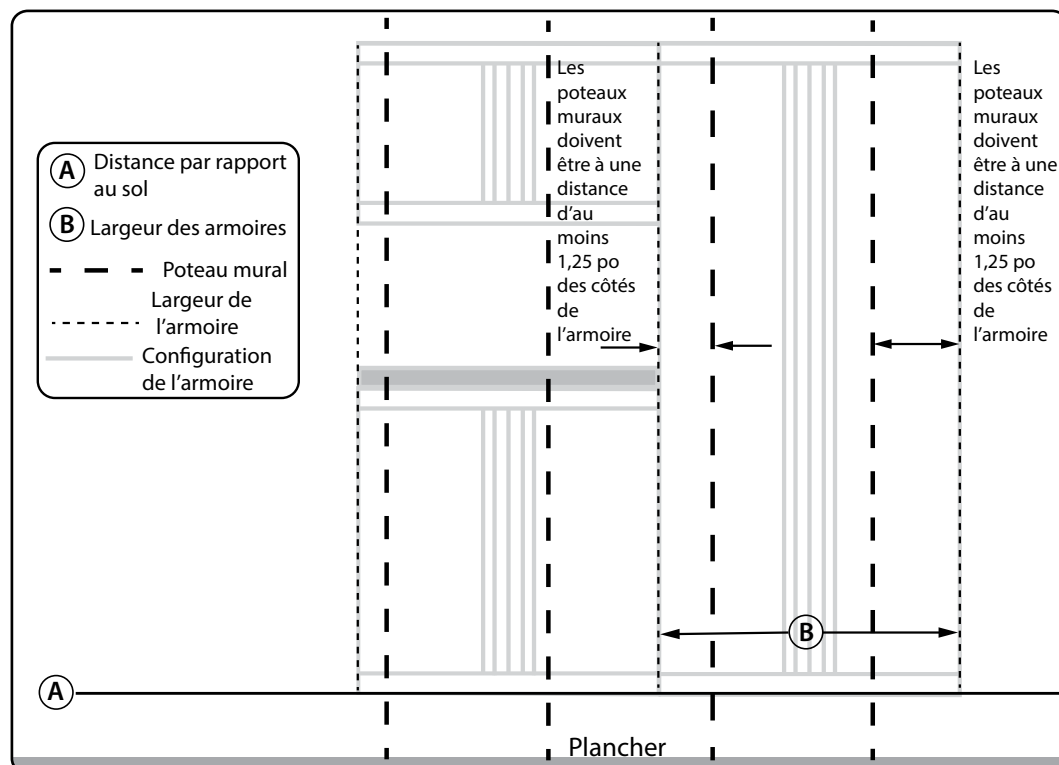 A Distance par rapport
au sol
B Largeur des armoires
Poteau mural
Largeur de
l’armoire
Configuration
de l’armoire
Les
poteaux
muraux
doivent
être à une
distance
d’au
moins
1,25 po
des côtés
de
l’armoire
Les
poteaux
muraux
doivent
être à une
distance
d’au
moins
1,25 po
des côtés
de
l’armoire
B
A
Plancher